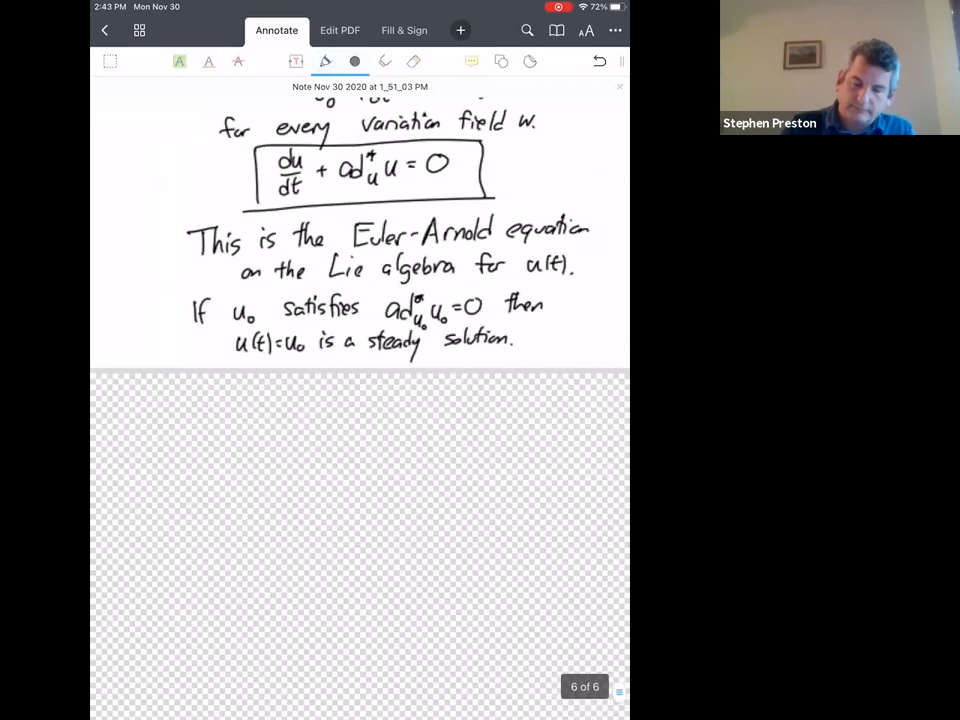 2:43 PM Mon Nov 30
72%
Annotate
Edit PDF
Fill & Sign
Note Nov 30 2020 at 1_51_03 PM
for every variation field w.
du/dt + ad*_u u = 0
This is the Euler-Arnold equation
on the Lie algebra for u(t).
If u₀ satisfies ad*_u₀ u₀ = 0 then
u(t)=u₀ is a steady solution.
6 of 6
Stephen Preston